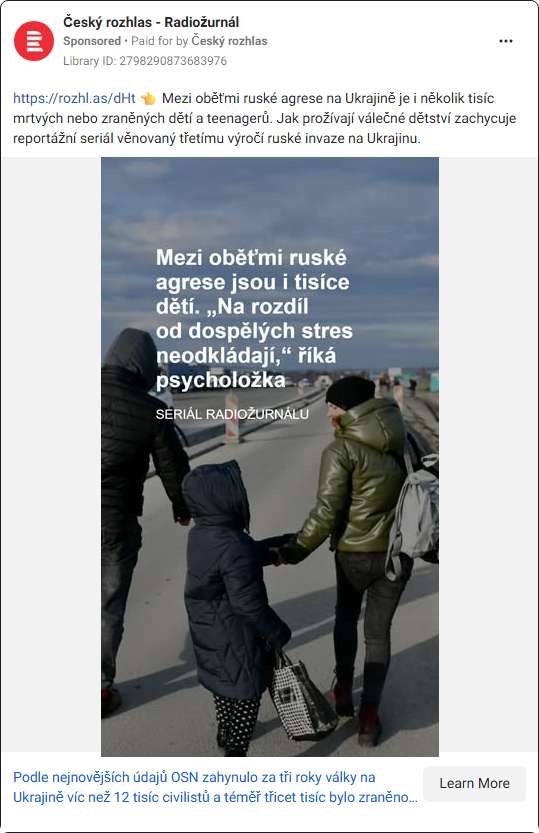 Český rozhlas - Radiožurnál
Sponsored • Paid for by Český rozhlas
Library ID: 2798290873683976
https://rozhl.as/dHt 👈 Mezi oběťmi ruské agrese na Ukrajině je i několik tisíc
mrtvých nebo zraněných dětí a teenagerů. Jak prožívají válečné dětství zachycuje
reportážní seriál věnovaný třetímu výročí ruské invaze na Ukrajinu.
Mezi oběťmi ruské
agrese jsou i tisíce
dětí. „Na rozdíl
od dospělých stres
neodkládají,“ říká
psycholožka
SERIÁL RADIOŽURNÁLU
Podle nejnovějších údajů OSN zahynulo za tři roky války na
Ukrajině víc než 12 tisíc civilistů a téměř třicet tisíc bylo zraněno...
Learn More